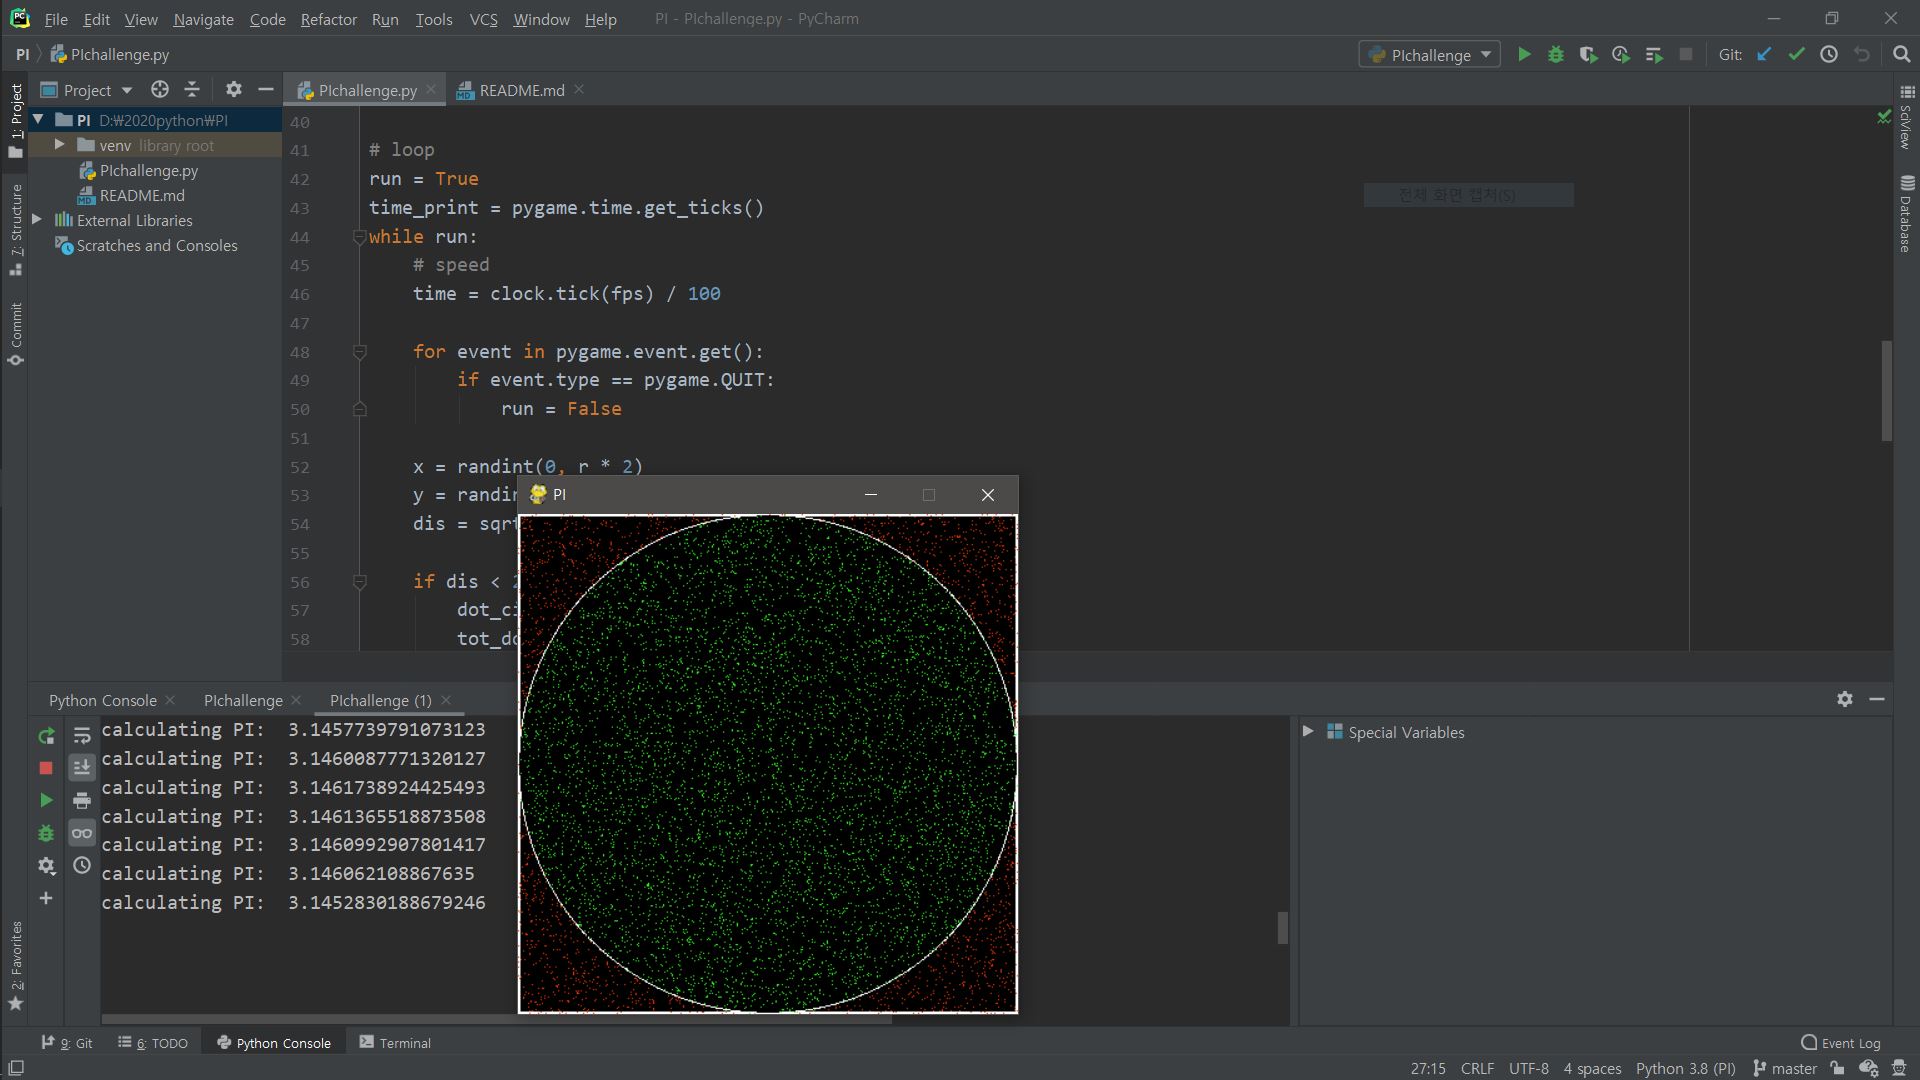 File Edit View Navigate Code Refactor Run Tools VCS Window Help PI - PIchallenge.py - PyCharm
PI PIchallenge.py PIchallenge Git:
Project PIchallenge.py README.md
1: Project
7: Structure
Commit
2: Favorites
PI D:₩2020python₩PI
venv library root
PIchallenge.py
README.md
External Libraries
Scratches and Consoles
40
41 # loop
42 run = True
43 time_print = pygame.time.get_ticks()
44 while run:
45 # speed
46 time = clock.tick(fps) / 100
47
48 for event in pygame.event.get():
49 if event.type == pygame.QUIT:
50 run = False
51
52 x = randint(0, r * 2)
53 y = randin
54 dis = sqrt
55
56 if dis < 2
57 dot_ci
58 tot_do
전체 화면 캡처(S)
SciView
Database
PI
Python Console PIchallenge PIchallenge (1)
calculating PI: 3.1457739791073123
calculating PI: 3.1460087771320127
calculating PI: 3.1461738924425493
calculating PI: 3.1461365518873508
calculating PI: 3.1460992907801417
calculating PI: 3.146062108867635
calculating PI: 3.1452830188679246
Special Variables
9: Git 6: TODO Python Console Terminal Event Log
27:15 CRLF UTF-8 4 spaces Python 3.8 (PI) master